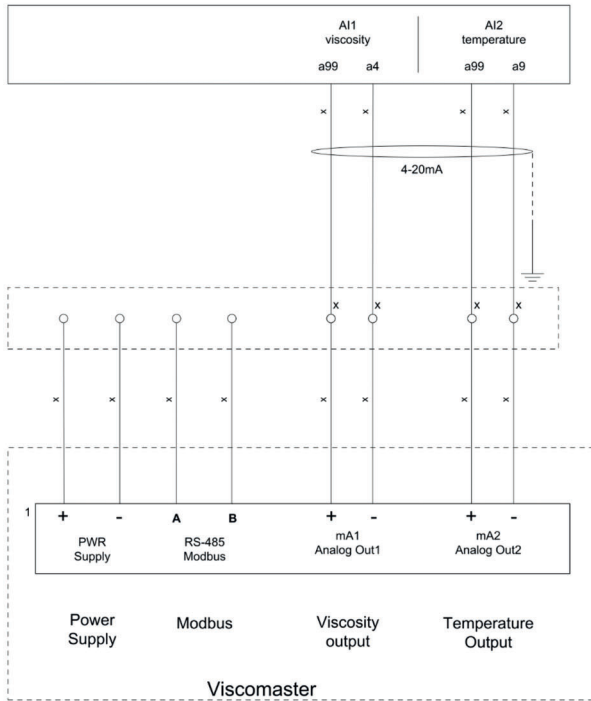 AI1 AI2
viscosity temperature
a99 a4 a99 a9
x x x x
4-20mA
x x x x
x x x x x x x x
1
+ - A B + - + -
PWR
Supply
RS-485
Modbus
mA1
Analog Out1
mA2
Analog Out2
Power
Supply
Modbus
Viscosity
output
Temperature
Output
Viscomaster